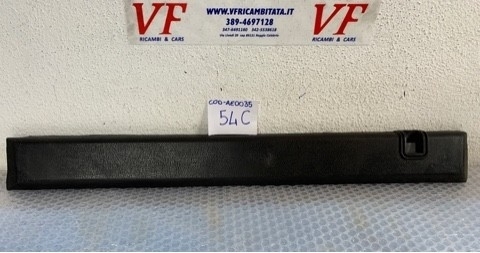 VF
RICAMBI & CARS
WWW.VFRICAMBITATA.IT
389-4697128
VF
RICAMBI & CARS
COD-AE0035
54C